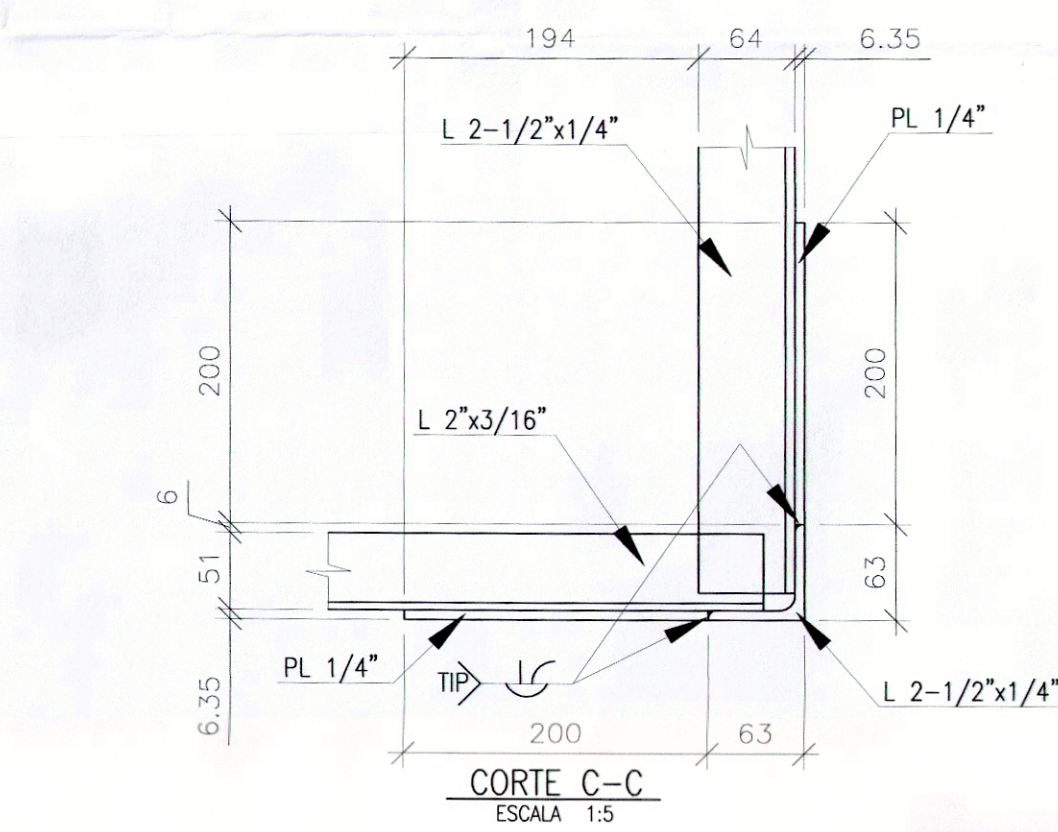 194 64 6.35
L 2-1/2"x1/4"
PL 1/4"
200
200
L 2"x3/16"
6
51
63
6.35
PL 1/4"
TIP
L 2-1/2"x1/4"
200 63
CORTE C-C
ESCALA 1:5